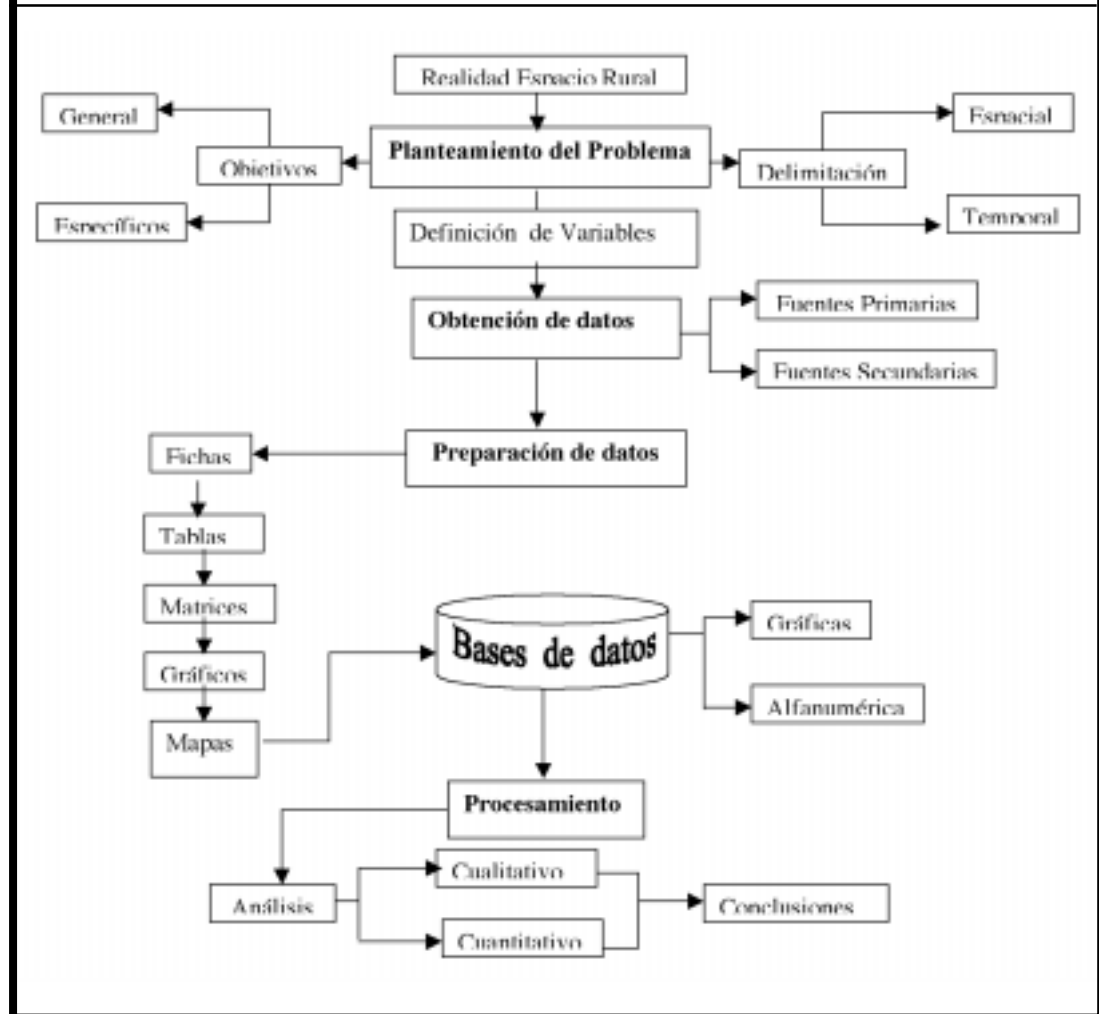 Realidad Espacio Rural
General
Espacial
Planteamiento del Problema
Objetivos
Delimitación
Específicos
Temporal
Definición de Variables
Fuentes Primarias
Obtención de datos
Fuentes Secundarias
Preparación de datos
Fichas
Tablas
Matrices
Gráficas
Bases de datos
Gráficos
Alfanumérica
Mapas
Procesamiento
Cualitativo
Análisis
Conclusiones
Cuantitativo